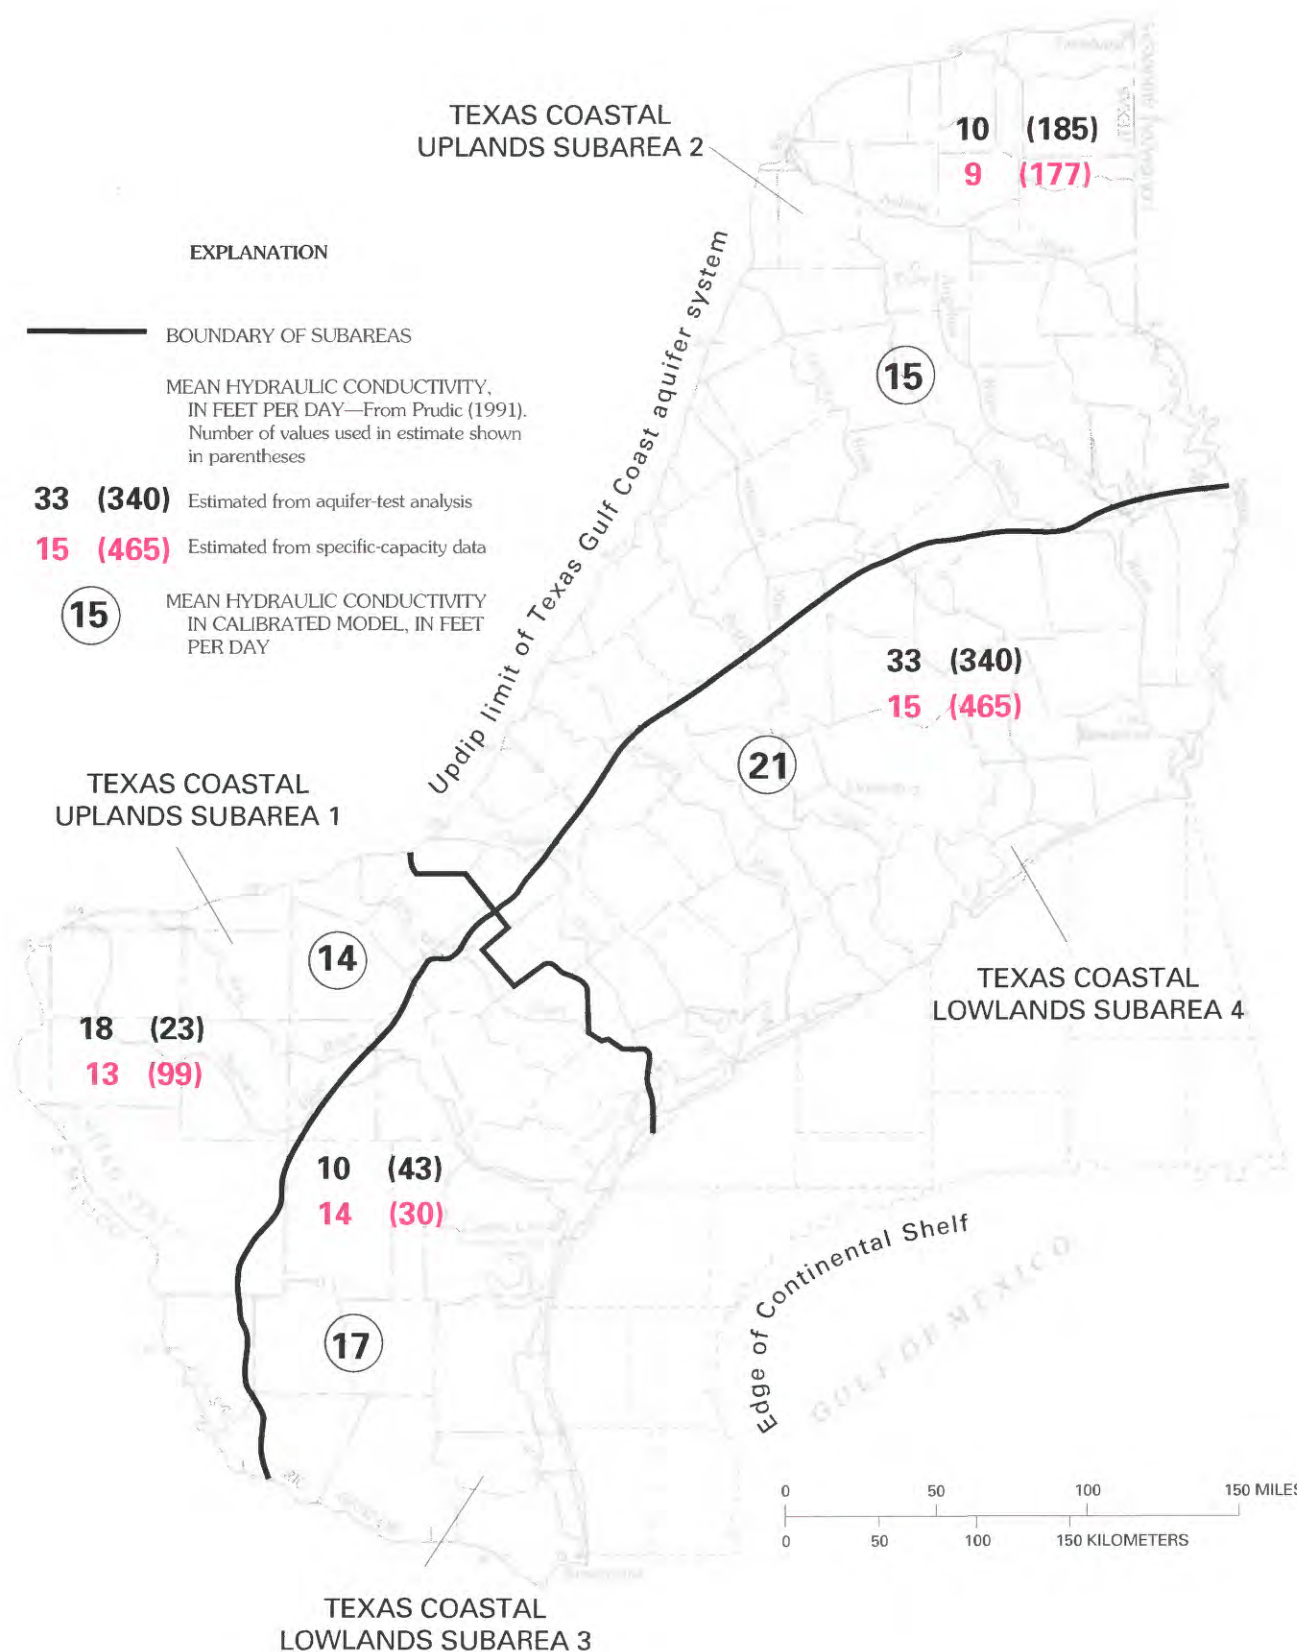 TEXAS COASTAL
UPLANDS SUBAREA 2
10 (185)
9 (177)
TEXAS
EXPLANATION
BOUNDARY OF SUBAREAS
MEAN HYDRAULIC CONDUCTIVITY,
IN FEET PER DAY—From Prudic (1991).
Number of values used in estimate shown
in parentheses
33 (340) Estimated from aquifer-test analysis
15 (465) Estimated from specific-capacity data
15 MEAN HYDRAULIC CONDUCTIVITY
IN CALIBRATED MODEL, IN FEET
PER DAY
Updip limit of Texas Gulf Coast aquifer system
15
33 (340)
15 (465)
21
TEXAS COASTAL
UPLANDS SUBAREA 1
14
TEXAS COASTAL
LOWLANDS SUBAREA 4
18 (23)
13 (99)
10 (43)
14 (30)
17
Edge of Continental Shelf
GULF OF MEXICO
0 50 100 150 MILES
0 50 100 150 KILOMETERS
TEXAS COASTAL
LOWLANDS SUBAREA 3